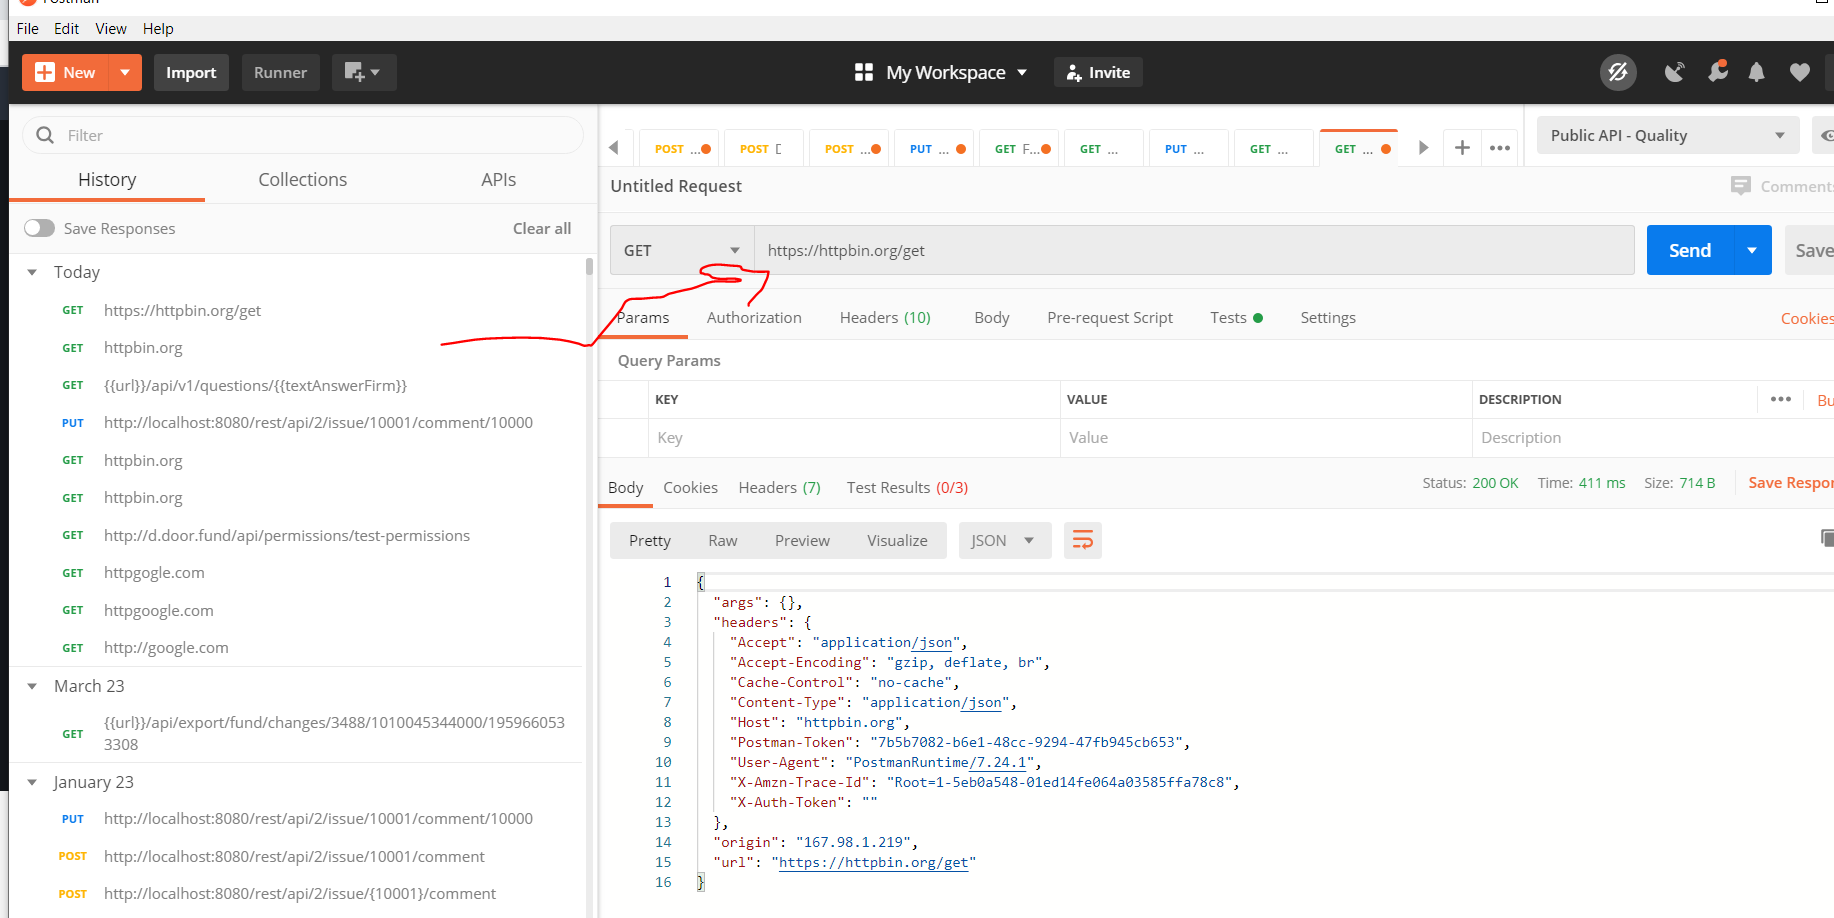 Postman
File Edit View Help
New Import Runner My Workspace Invite
Filter
History Collections APIs
Save Responses Clear all
Today
GET https://httpbin.org/get
GET httpbin.org
GET {{url}}/api/v1/questions/{{textAnswerFirm}}
PUT http://localhost:8080/rest/api/2/issue/10001/comment/10000
GET httpbin.org
GET httpbin.org
GET http://d.door.fund/api/permissions/test-permissions
GET httpgogle.com
GET httpgoogle.com
GET http://google.com
March 23
GET {{url}}/api/export/fund/changes/3488/1010045344000/195966053
3308
January 23
PUT http://localhost:8080/rest/api/2/issue/10001/comment/10000
POST http://localhost:8080/rest/api/2/issue/10001/comment
POST http://localhost:8080/rest/api/2/issue/{10001}/comment
POST ... POST POST ... PUT ... GET F... GET ... PUT ... GET ... GET ... + ••• Public API - Quality
Untitled Request Comments
GET https://httpbin.org/get Send Save
Params Authorization Headers (10) Body Pre-request Script Tests Settings Cookies
Query Params
KEY VALUE DESCRIPTION ••• Bu
Key Value Description
Body Cookies Headers (7) Test Results (0/3) Status: 200 OK Time: 411 ms Size: 714 B Save Respon
Pretty Raw Preview Visualize JSON
1 {
2 "args": {},
3 "headers": {
4 "Accept": "application/json",
5 "Accept-Encoding": "gzip, deflate, br",
6 "Cache-Control": "no-cache",
7 "Content-Type": "application/json",
8 "Host": "httpbin.org",
9 "Postman-Token": "7b5b7082-b6e1-48cc-9294-47fb945cb653",
10 "User-Agent": "PostmanRuntime/7.24.1",
11 "X-Amzn-Trace-Id": "Root=1-5eb0a548-01ed14fe064a03585ffa78c8",
12 "X-Auth-Token": ""
13 },
14 "origin": "167.98.1.219",
15 "url": "https://httpbin.org/get"
16 }